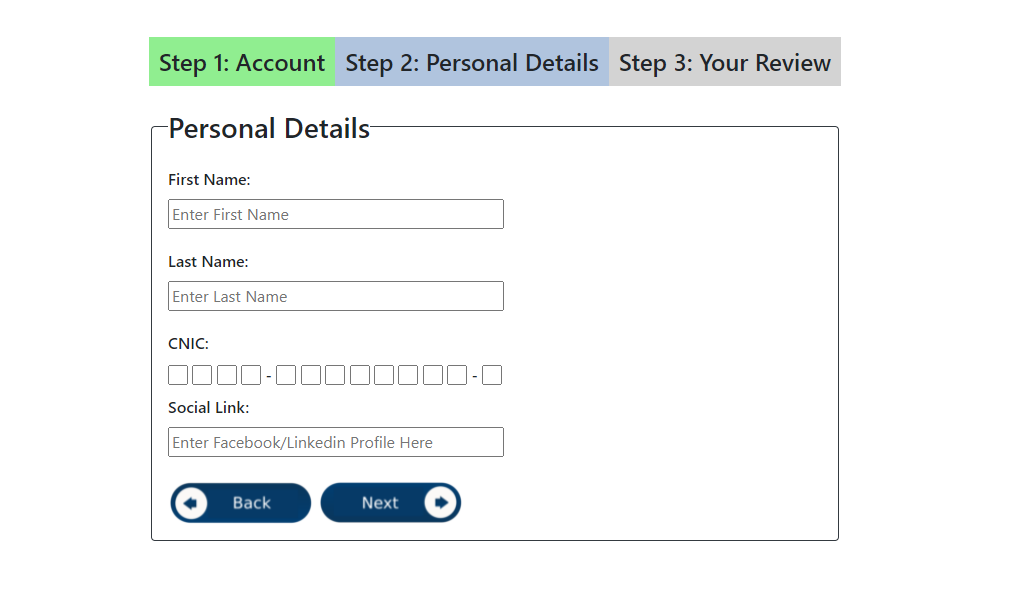 Step 1: Account Step 2: Personal Details Step 3: Your Review
Personal Details
First Name:
Enter First Name
Last Name:
Enter Last Name
CNIC:
- -
Social Link:
Enter Facebook/Linkedin Profile Here
Back Next